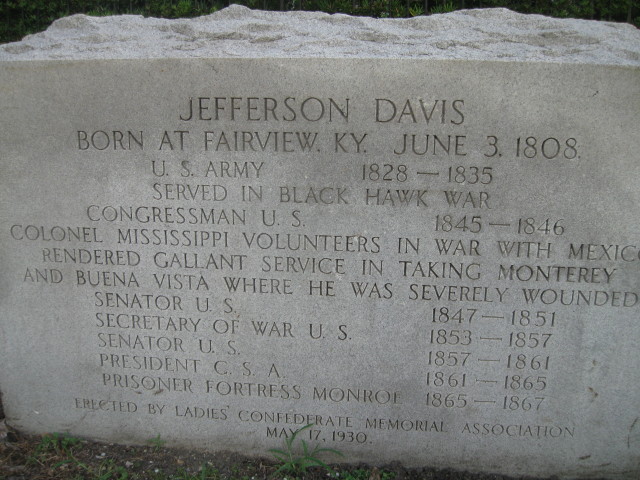 JEFFERSON DAVIS
BORN AT FAIRVIEW. KY. JUNE 3, 1808.
U. S. ARMY 1828 — 1835
SERVED IN BLACK HAWK WAR
CONGRESSMAN U. S. 1845 — 1846
COLONEL MISSISSIPPI VOLUNTEERS IN WAR WITH MEXICO
RENDERED GALLANT SERVICE IN TAKING MONTEREY
AND BUENA VISTA WHERE HE WAS SEVERELY WOUNDED
SENATOR U. S. 1847 — 1851
SECRETARY OF WAR U. S. 1853 — 1857
SENATOR U. S. 1857 — 1861
PRESIDENT C. S. A. 1861 — 1865
PRISONER FORTRESS MONROE 1865 — 1867
ERECTED BY LADIES' CONFEDERATE MEMORIAL ASSOCIATION
MAY 17, 1930.